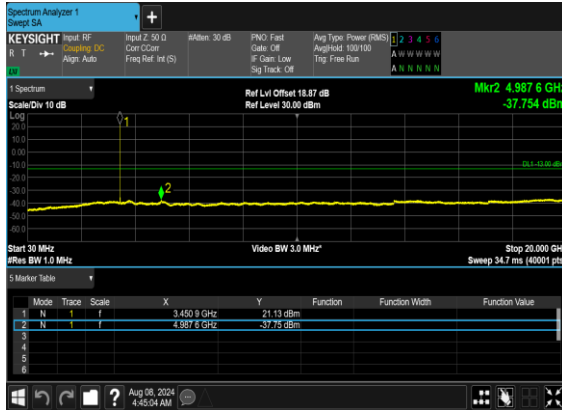 Spectrum Analyzer 1
Swept SA
+
KEYSIGHT Input: RF Input Z: 50 Ω #Atten: 30 dB PNO: Fast Avg Type: Power (RMS) 1 2 3 4 5 6
R T Coupling: DC Corr CCorr Gate: Off Avg|Hold: 100/100 A W W W W W
Align: Auto Freq Ref: Int (S) IF Gain: Low Trig: Free Run
Sig Track: Off A N N N N N
1 Spectrum Ref Lvl Offset 18.87 dB Mkr2 4.987 6 GHz
Scale/Div 10 dB Ref Level 30.00 dBm -37.754 dBm
Log
1
20.0
10.0
0.00
-10.0 DL1 -13.00 dBm
-20.0
2
-30.0
-40.0
-50.0
-60.0
Start 30 MHz Video BW 3.0 MHz* Stop 20.000 GH
#Res BW 1.0 MHz Sweep 34.7 ms (40001 pts
5 Marker Table
Mode Trace Scale X Y Function Function Width Function Value
1 N 1 f 3.450 9 GHz 21.13 dBm
2 N 1 f 4.987 6 GHz -37.75 dBm
3
4
5
6
? Aug 08, 2024
4:45:04 AM